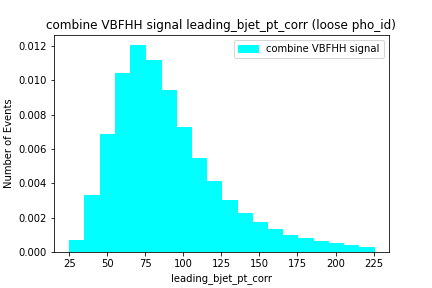 combine VBFHH signal leading_bjet_pt_corr (loose pho_id)
combine VBFHH signal
Number of Events
0.012
0.010
0.008
0.006
0.004
0.002
0.000
25 50 75 100 125 150 175 200 225
leading_bjet_pt_corr